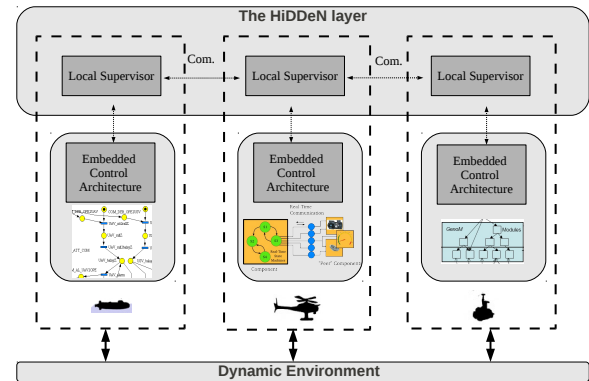 The HiDDeN layer
Com.
Com.
Local Supervisor
Local Supervisor
Local Supervisor
Embedded
Control
Architecture
Embedded
Control
Architecture
Embedded
Control
Architecture
Real Time
Communication
GenoM
Modules
Component
"Peer" Component
Dynamic Environment